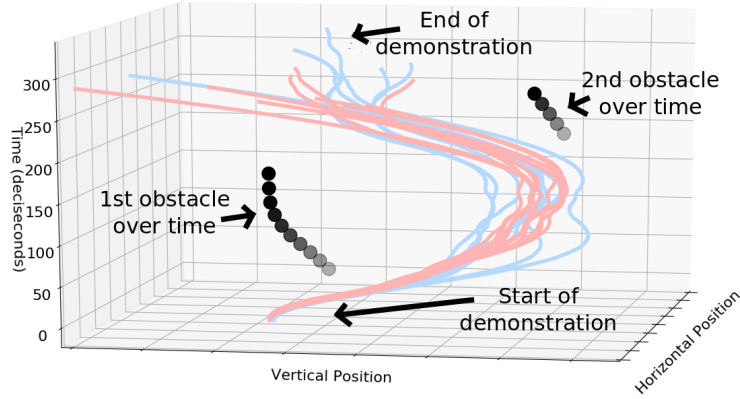 End of
demonstration
2nd obstacle
over time
300
250
200
150
100
50
0
Time (deciseconds)
1st obstacle
over time
Start of
demonstration
Vertical Position
Horizontal Position